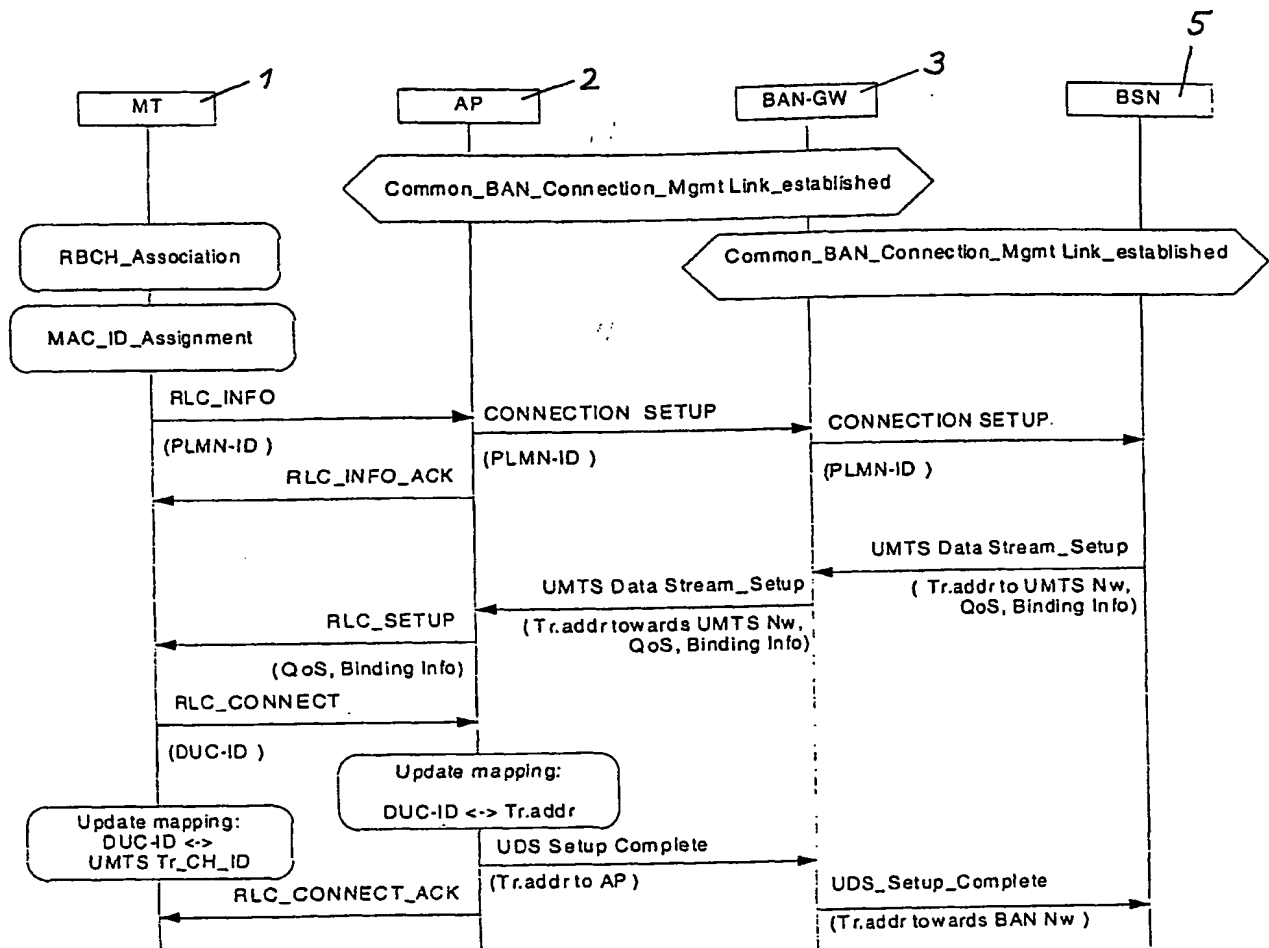 1
2
3
5
MT
AP
BAN-GW
BSN
Common_BAN_Connection_Mgmt Link_established
RBCH_Association
Common_BAN_Connection_Mgmt Link_established
MAC_ID_Assignment
RLC_INFO
(PLMN-ID )
CONNECTION SETUP
(PLMN-ID )
CONNECTION SETUP.
(PLMN-ID )
RLC_INFO_ACK
UMTS Data Stream_Setup
( Tr.addr to UMTS Nw,
QoS, Binding Info)
UMTS Data Stream_Setup
(Tr.addr towards UMTS Nw,
QoS, Binding Info)
RLC_SETUP
(QoS, Binding Info)
RLC_CONNECT
(DUC-ID )
Update mapping:
DUC-ID <-> Tr.addr
Update mapping:
DUC-ID <->
UMTS Tr_CH_ID
UDS Setup Complete
(Tr.addr to AP )
RLC_CONNECT_ACK
UDS_Setup_Complete
(Tr.addr towards BAN Nw )